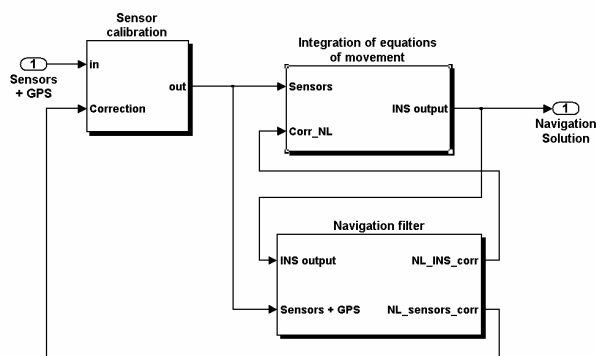 Sensor
calibration
1
Sensors
+ GPS
in
Correction
out
Integration of equations
of movement
Sensors
Corr_NL
INS output
1
Navigation
Solution
Navigation filter
INS output
Sensors + GPS
NL_INS_corr
NL_sensors_corr